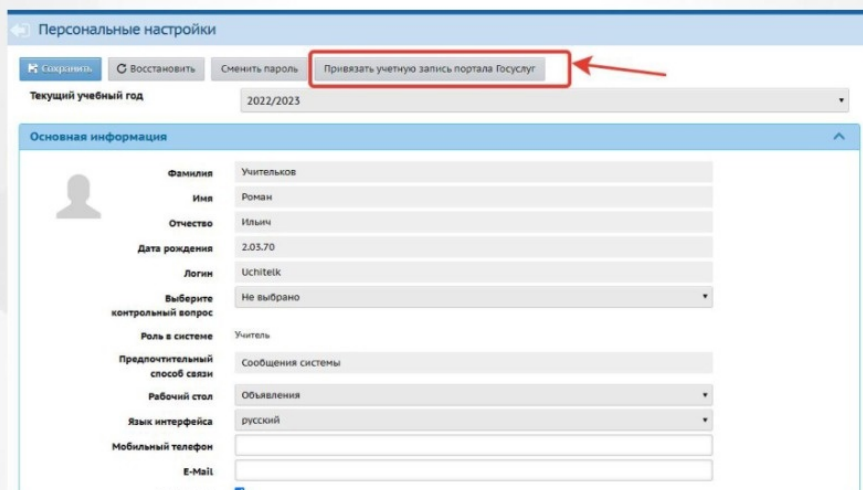 Персональные настройки
Сохранить Восстановить Сменить пароль Привязать учетную запись портала Госуслуг
Текущий учебный год 2022/2023
Основная информация
Фамилия Учительков
Имя Роман
Отчество Ильич
Дата рождения 2.03.70
Логин Uchitelk
Выберите
контрольный вопрос Не выбрано
Роль в системе Учитель
Предпочтительный
способ связи Сообщения системы
Рабочий стол Объявления
Язык интерфейса русский
Мобильный телефон
E-Mail